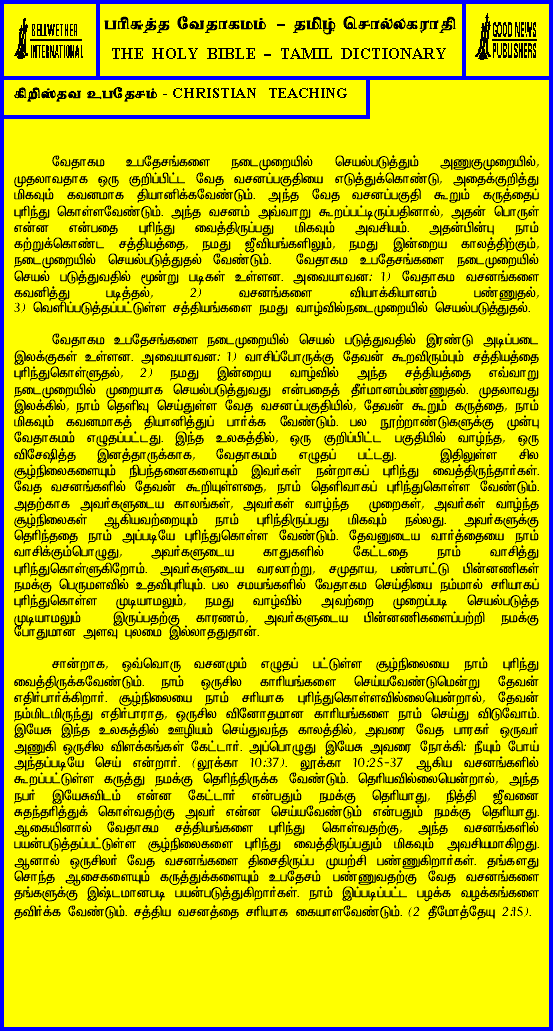 BELLWETHER
INTERNATIONAL
பரிசுத்த வேதாகமம் – தமிழ் சொல்லகராதி
THE HOLY BIBLE – TAMIL DICTIONARY
GOOD NEWS
PUBLISHERS
கிறிஸ்தவ உபதேசம் - CHRISTIAN TEACHING
வேதாகம உபதேசங்களை நடைமுறையில் செயல்படுத்தும் அணுகுமுறையில்,
முதலாவதாக ஒரு குறிப்பிட்ட வேத வசனப்பகுதியை எடுத்துக்கொண்டு, அதைக்குறித்து
மிகவும் கவனமாக தியானிக்கவேண்டும். அந்த வேத வசனப்பகுதி கூறும் கருத்தைப்
புரிந்து கொள்ளவேண்டும். அந்த வசனம் அவ்வாறு கூறப்பட்டிருப்பதினால், அதன் பொருள்
என்ன என்பதை புரிந்து வைத்திருப்பது மிகவும் அவசியம். அதன்பின்பு நாம்
கற்றுக்கொண்ட சத்தியத்தை, நமது ஜீவியங்களிலும், நமது இன்றைய காலத்திற்கும்,
நடைமுறையில் செயல்படுத்துதல் வேண்டும். வேதாகம உபதேசங்களை நடைமுறையில்
செயல் படுத்துவதில் மூன்று படிகள் உள்ளன. அவையாவன: 1) வேதாகம வசனங்களை
கவனித்து படித்தல், 2) வசனங்களை வியாக்கியானம் பண்ணுதல்,
3) வெளிப்படுத்தப்பட்டுள்ள சத்தியங்களை நமது வாழ்வில்நடைமுறையில் செயல்படுத்துதல்.
வேதாகம உபதேசங்களை நடைமுறையில் செயல் படுத்துவதில் இரண்டு அடிப்படை
இலக்குகள் உள்ளன. அவையாவன: 1) வாசிப்போருக்கு தேவன் கூறவிரும்பும் சத்தியத்தை
புரிந்துகொள்ளுதல், 2) நமது இன்றைய வாழ்வில் அந்த சத்தியத்தை எவ்வாறு
நடைமுறையில் முறையாக செயல்படுத்துவது என்பதைத் தீர்மானம்பண்ணுதல். முதலாவது
இலக்கில், நாம் தெளிவு செய்துள்ள வேத வசனப்பகுதியில், தேவன் கூறும் கருத்தை, நாம்
மிகவும் கவனமாகத் தியானித்துப் பார்க்க வேண்டும். பல நூற்றாண்டுகளுக்கு முன்பு
வேதாகமம் எழுதப்பட்டது. இந்த உலகத்தில், ஒரு குறிப்பிட்ட பகுதியில் வாழ்ந்த, ஒரு
விசேஷித்த இனத்தாருக்காக, வேதாகமம் எழுதப் பட்டது. இதிலுள்ள சில
சூழ்நிலைகளையும் நிபந்தனைகளையும் இவர்கள் நன்றாகப் புரிந்து வைத்திருந்தார்கள்.
வேத வசனங்களில் தேவன் கூறியுள்ளதை, நாம் தெளிவாகப் புரிந்துகொள்ள வேண்டும்.
அதற்காக அவர்களுடைய காலங்கள், அவர்கள் வாழ்ந்த முறைகள், அவர்கள் வாழ்ந்த
சூழ்நிலைகள் ஆகியவற்றையும் நாம் புரிந்திருப்பது மிகவும் நல்லது. அவர்களுக்கு
தெரிந்ததை நாம் அப்படியே புரிந்துகொள்ள வேண்டும். தேவனுடைய வார்த்தையை நாம்
வாசிக்கும்பொழுது, அவர்களுடைய காதுகளில் கேட்டதை நாம் வாசித்து
புரிந்துகொள்ளுகிறோம். அவர்களுடைய வரலாற்று, சமுதாய, பண்பாட்டு பின்னணிகள்
நமக்கு பெருமளவில் உதவிபுரியும். பல சமயங்களில் வேதாகம செய்தியை நம்மால் சரியாகப்
புரிந்துகொள்ள முடியாமலும், நமது வாழ்வில் அவற்றை முறைப்படி செயல்படுத்த
முடியாமலும் இருப்பதற்கு காரணம், அவர்களுடைய பின்னணிகளைப்பற்றி நமக்கு
போதுமான அளவு புலமை இல்லாததுதான்.
சான்றாக, ஒவ்வொரு வசனமும் எழுதப் பட்டுள்ள சூழ்நிலையை நாம் புரிந்து
வைத்திருக்கவேண்டும். நாம் ஒருசில காரியங்களை செய்யவேண்டுமென்று தேவன்
எதிர்பார்க்கிறார். சூழ்நிலையை நாம் சரியாக புரிந்துகொள்ளவில்லையென்றால், தேவன்
நம்மிடமிருந்து எதிர்பாராத, ஒருசில வினோதமான காரியங்களை நாம் செய்து விடுவோம்.
இயேசு இந்த உலகத்தில் ஊழியம் செய்துவந்த காலத்தில், அவரை வேத பாரகர் ஒருவர்
அணுகி ஒருசில விளக்கங்கள் கேட்டார். அப்பொழுது இயேசு அவரை நோக்கி: நீயும் போய்
அந்தப்படியே செய் என்றார். (லூக்கா 10:37). லூக்கா 10:25-37 ஆகிய வசனங்களில்
கூறப்பட்டுள்ள கருத்து நமக்கு தெரிந்திருக்க வேண்டும். தெரியவில்லையென்றால், அந்த
நபர் இயேசுவிடம் என்ன கேட்டார் என்பதும் நமக்கு தெரியாது, நித்தி ஜீவனை
சுதந்தரித்துக் கொள்வதற்கு அவர் என்ன செய்யவேண்டும் என்பதும் நமக்கு தெரியாது.
ஆகையினால் வேதாகம சத்தியங்களை புரிந்து கொள்வதற்கு, அந்த வசனங்களில்
பயன்படுத்தப்பட்டுள்ள சூழ்நிலைகளை புரிந்து வைத்திருப்பதும் மிகவும் அவசியமாகிறது.
ஆனால் ஒருசிலர் வேத வசனங்களை திசைதிருப்ப முயற்சி பண்ணுகிறார்கள். தங்களது
சொந்த ஆசைகளையும் கருத்துக்களையும் உபதேசம் பண்ணுவதற்கு வேத வசனங்களை
தங்களுக்கு இஷ்டமானபடி பயன்படுத்துகிறார்கள். நாம் இப்படிப்பட்ட பழக்க வழக்கங்களை
தவிர்க்க வேண்டும். சத்திய வசனத்தை சரியாக கையாளவேண்டும். (2 தீமோத்தேயு 2:15).